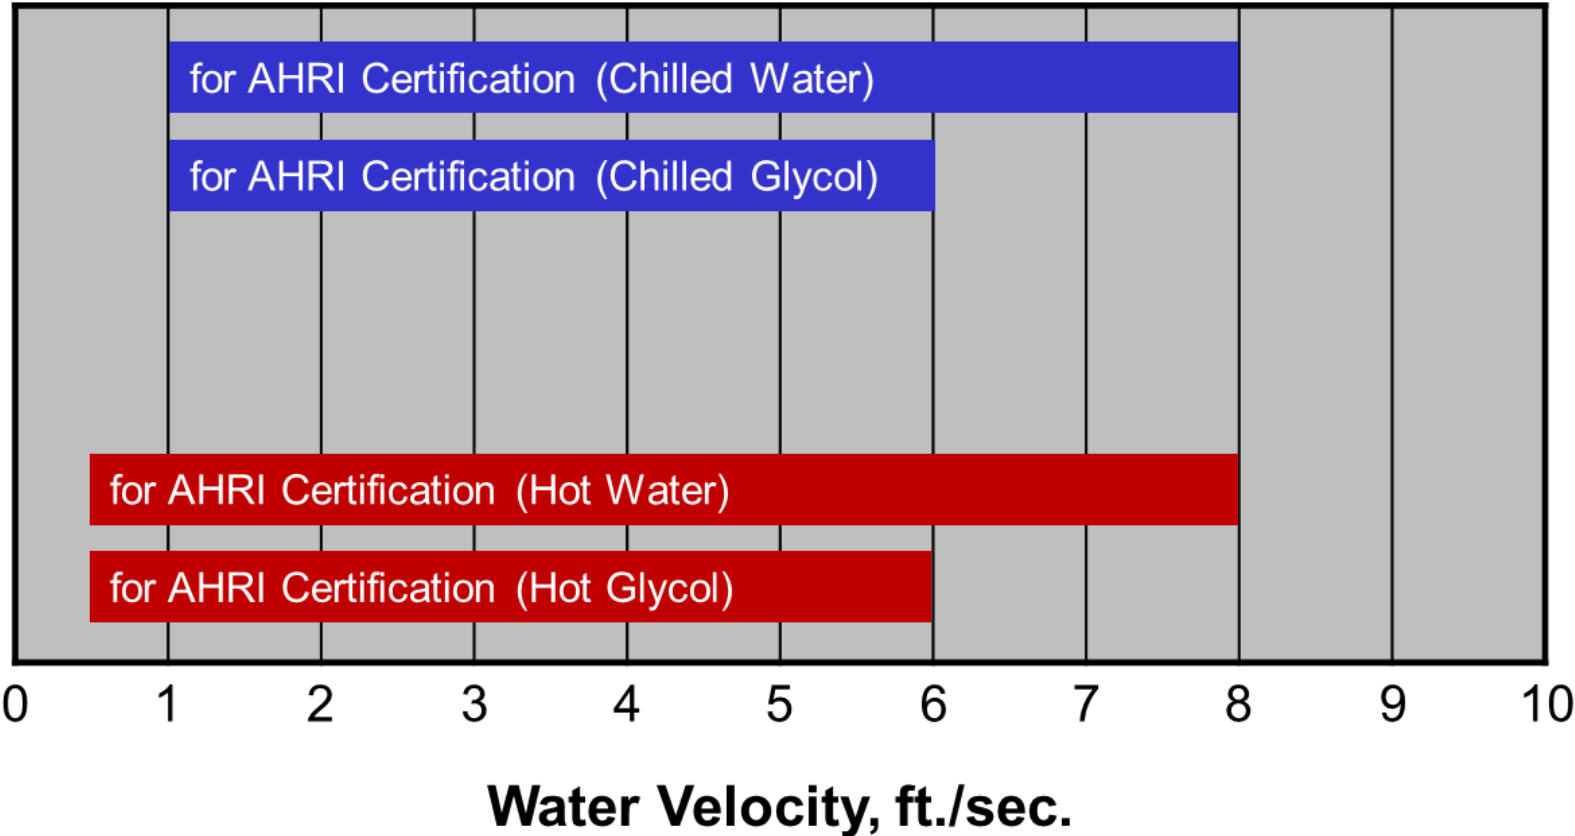 for AHRI Certification (Chilled Water)
for AHRI Certification (Chilled Glycol)
for AHRI Certification (Hot Water)
for AHRI Certification (Hot Glycol)
0 1 2 3 4 5 6 7 8 9 10
Water Velocity, ft./sec.